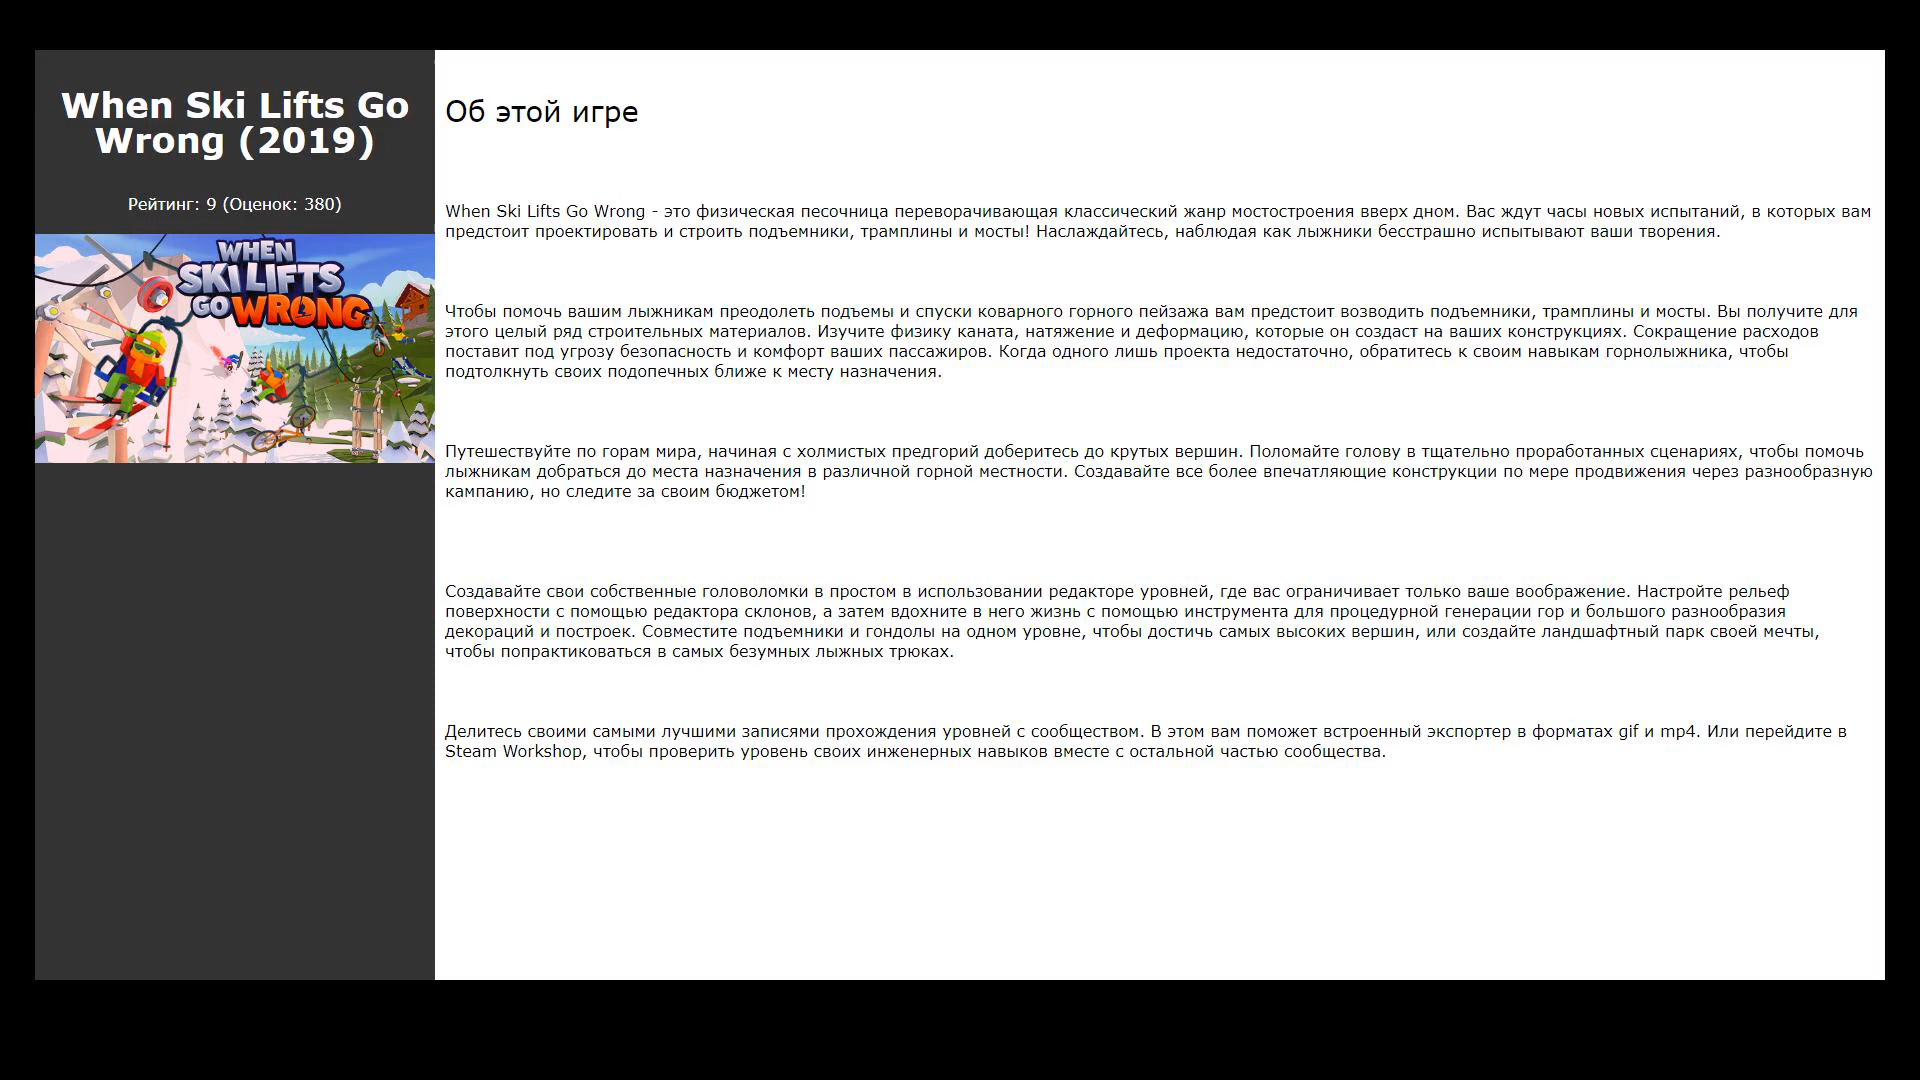 When Ski Lifts Go
Wrong (2019)
Рейтинг: 9 (Оценок: 380)
WHEN
SKI LIFTS
GO WRONG
Об этой игре
When Ski Lifts Go Wrong - это физическая песочница переворачивающая классический жанр мостостроения вверх дном. Вас ждут часы новых испытаний, в которых вам
предстоит проектировать и строить подъемники, трамплины и мосты! Наслаждайтесь, наблюдая как лыжники бесстрашно испытывают ваши творения.
Чтобы помочь вашим лыжникам преодолеть подъемы и спуски коварного горного пейзажа вам предстоит возводить подъемники, трамплины и мосты. Вы получите для
этого целый ряд строительных материалов. Изучите физику каната, натяжение и деформацию, которые он создаст на ваших конструкциях. Сокращение расходов
поставит под угрозу безопасность и комфорт ваших пассажиров. Когда одного лишь проекта недостаточно, обратитесь к своим навыкам горнолыжника, чтобы
подтолкнуть своих подопечных ближе к месту назначения.
Путешествуйте по горам мира, начиная с холмистых предгорий доберитесь до крутых вершин. Поломайте голову в тщательно проработанных сценариях, чтобы помочь
лыжникам добраться до места назначения в различной горной местности. Создавайте все более впечатляющие конструкции по мере продвижения через разнообразную
кампанию, но следите за своим бюджетом!
Создавайте свои собственные головоломки в простом в использовании редакторе уровней, где вас ограничивает только ваше воображение. Настройте рельеф
поверхности с помощью редактора склонов, а затем вдохните в него жизнь с помощью инструмента для процедурной генерации гор и большого разнообразия
декораций и построек. Совместите подъемники и гондолы на одном уровне, чтобы достичь самых высоких вершин, или создайте ландшафтный парк своей мечты,
чтобы попрактиковаться в самых безумных лыжных трюках.
Делитесь своими самыми лучшими записями прохождения уровней с сообществом. В этом вам поможет встроенный экспортер в форматах gif и mp4. Или перейдите в
Steam Workshop, чтобы проверить уровень своих инженерных навыков вместе с остальной частью сообщества.